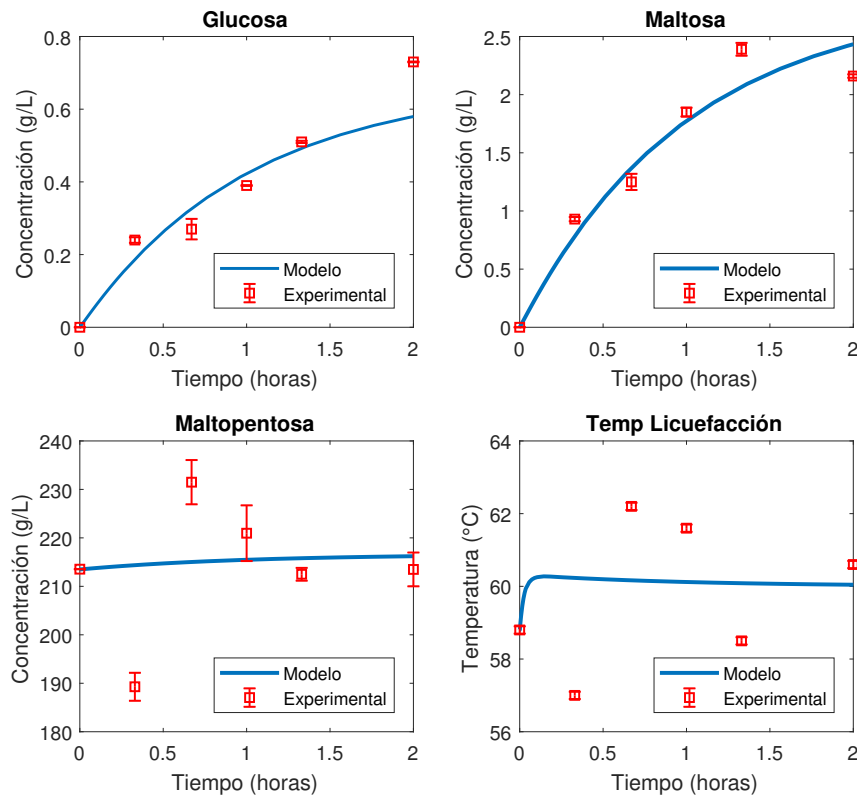 Glucosa
0.8
0.6
0.4
0.2
0
Concentración (g/L)
Modelo
Experimental
0 0.5 1 1.5 2
Tiempo (horas)
Maltosa
2.5
2
1.5
1
0.5
0
Concentración (g/L)
Modelo
Experimental
0 0.5 1 1.5 2
Tiempo (horas)
Maltopentosa
240
230
220
210
200
190
180
Concentración (g/L)
Modelo
Experimental
0 0.5 1 1.5 2
Tiempo (horas)
Temp Licuefacción
64
62
60
58
56
Temperatura (°C)
Modelo
Experimental
0 0.5 1 1.5 2
Tiempo (horas)